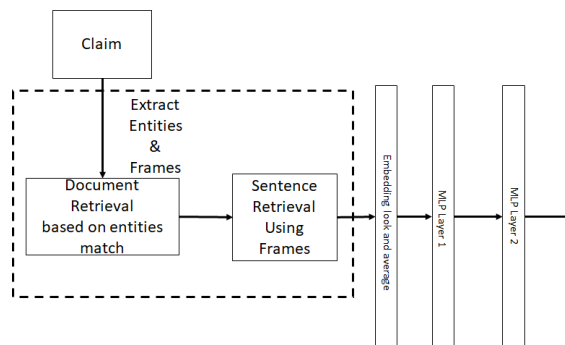 Claim
Extract
Entities
&
Frames
Document
Retrieval
based on entities
match
Sentence
Retrieval
Using
Frames
Embedding look and average
MLP Layer 1
MLP Layer 2